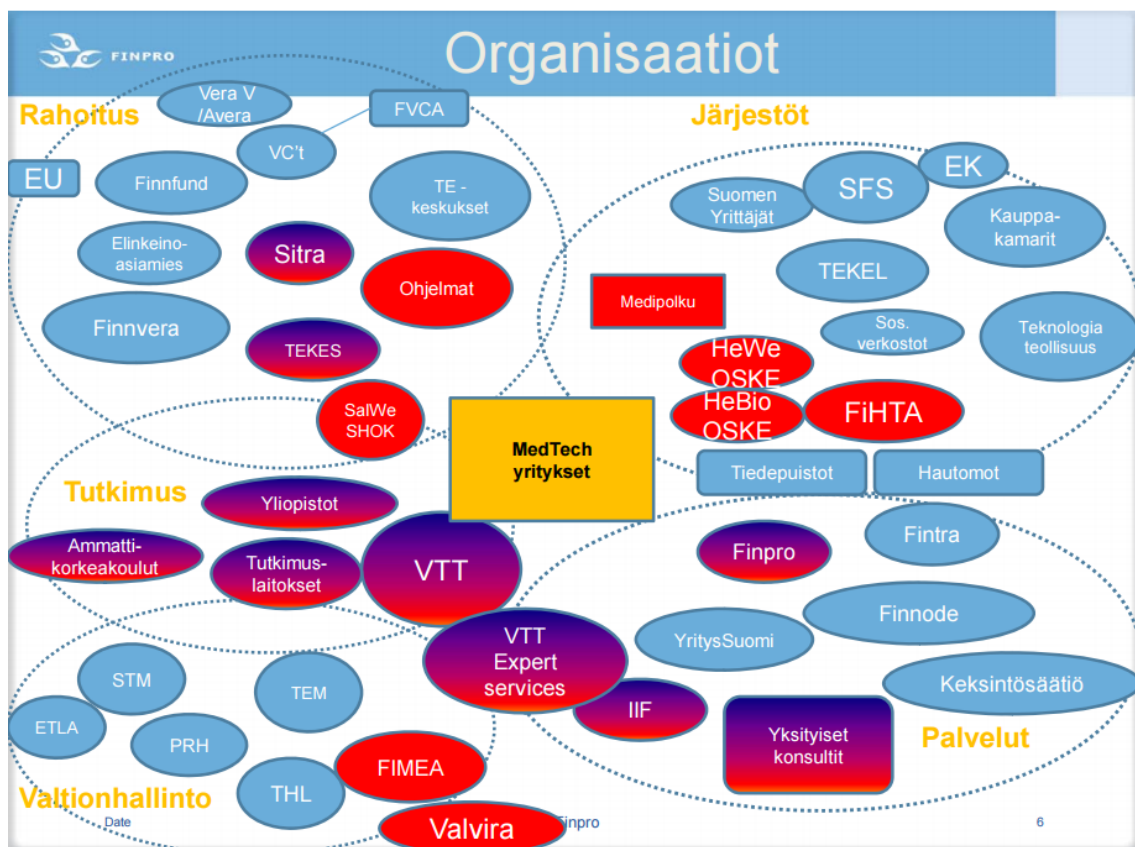 FINPRO
Organisaatiot
Rahoitus
Vera V
/Avera
FVCA
VC't
EU
Finnfund
TE -
keskukset
Elinkeino-
asiamies
Sitra
Ohjelmat
Finnvera
TEKES
SalWe
SHOK
Järjestöt
EK
SFS
Suomen
Yrittäjät
Kauppa-
kamarit
TEKEL
Medipolku
Sos.
verkostot
Teknologia
teollisuus
HeWe
OSKE
HeBio
OSKE
FiHTA
Tiedepuistot
Hautomot
MedTech
yritykset
Tutkimus
Yliopistot
Ammatti-
korkeakoulut
Tutkimus-
laitokset
VTT
VTT
Expert
services
Finpro
Fintra
Finnode
YritysSuomi
Keksintösäätiö
IIF
Yksityiset
konsultit
Palvelut
STM
TEM
ETLA
PRH
THL
FIMEA
Valvira
Valtionhallinto
Date
Finpro
6